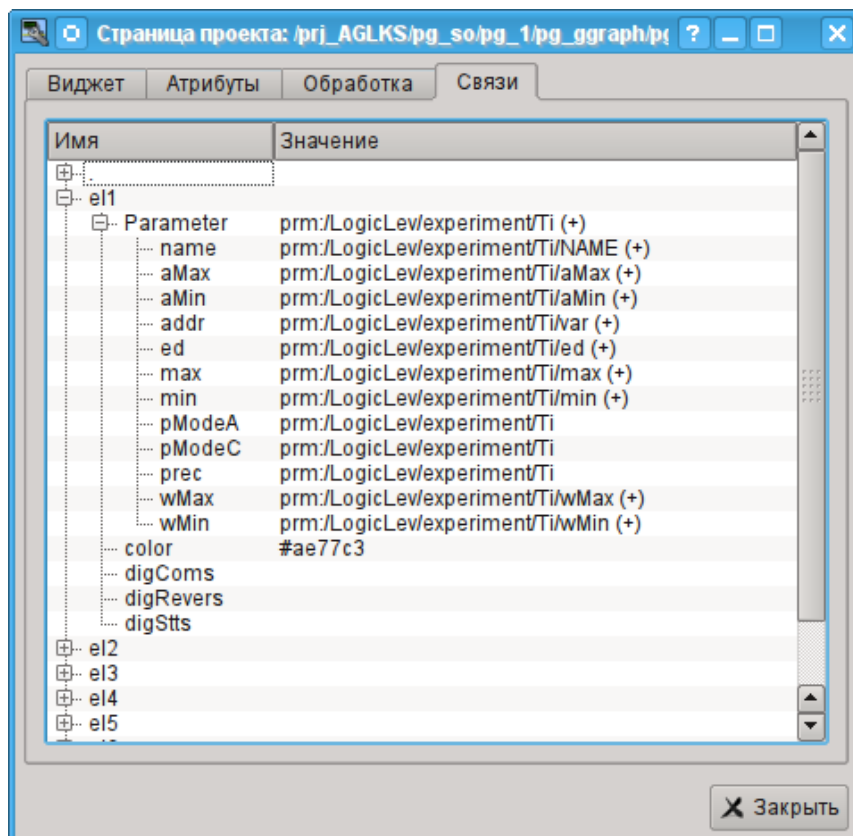 Страница проекта: /prj_AGLKS/pg_so/pg_1/pg_ggraph/
Виджет Атрибуты Обработка Связи
Имя Значение
.
el1
Parameter prm:/LogicLev/experiment/Ti (+)
name prm:/LogicLev/experiment/Ti/NAME (+)
aMax prm:/LogicLev/experiment/Ti/aMax (+)
aMin prm:/LogicLev/experiment/Ti/aMin (+)
addr prm:/LogicLev/experiment/Ti/var (+)
ed prm:/LogicLev/experiment/Ti/ed (+)
max prm:/LogicLev/experiment/Ti/max (+)
min prm:/LogicLev/experiment/Ti/min (+)
pModeA prm:/LogicLev/experiment/Ti
pModeC prm:/LogicLev/experiment/Ti
prec prm:/LogicLev/experiment/Ti
wMax prm:/LogicLev/experiment/Ti/wMax (+)
wMin prm:/LogicLev/experiment/Ti/wMin (+)
color #ae77c3
digComs
digRevers
digStts
el2
el3
el4
el5
Закрыть